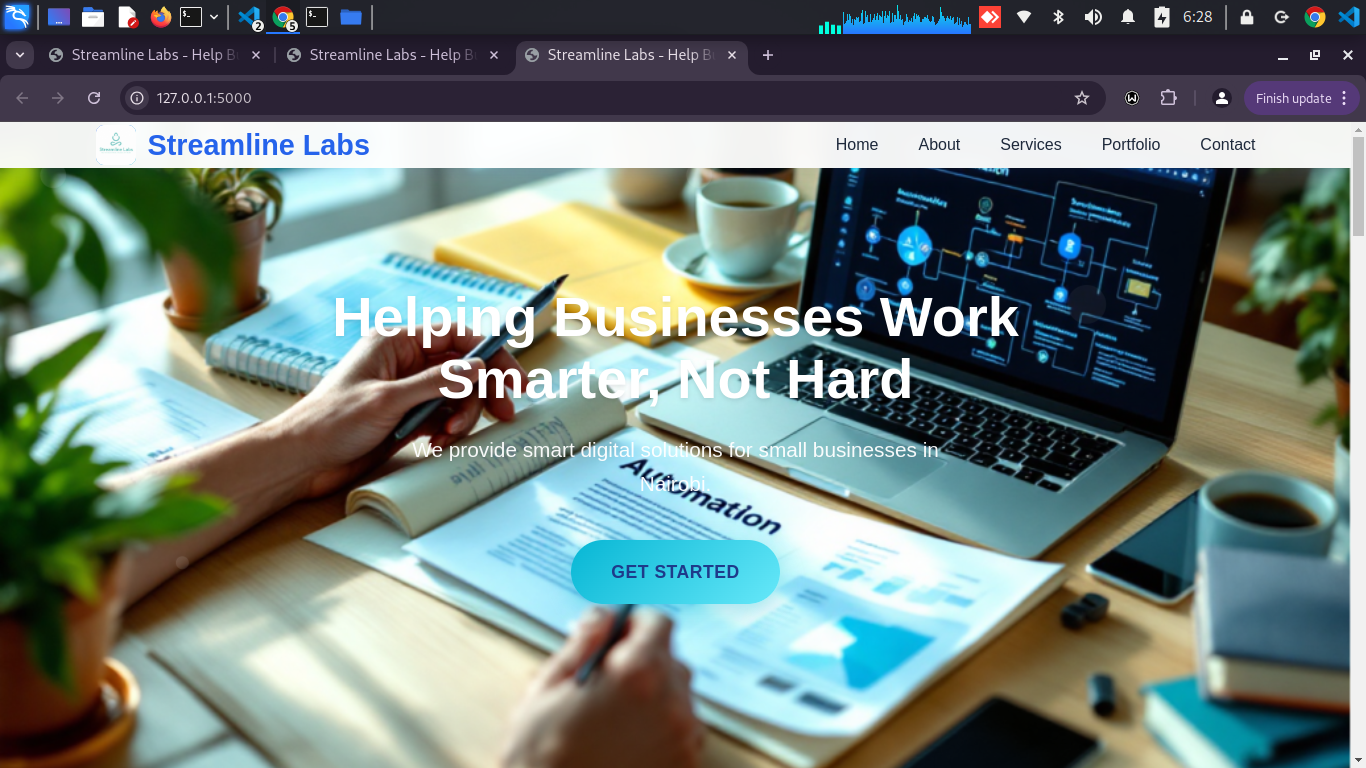 2
5
6:28
Streamline Labs - Help B
Streamline Labs - Help B
Streamline Labs - Help B
127.0.0.1:5000
Finish update
Streamline Labs
Home
About
Services
Portfolio
Contact
Helping Businesses Work
Smarter, Not Hard
We provide smart digital solutions for small businesses in
Nairobi.
Automation
GET STARTED